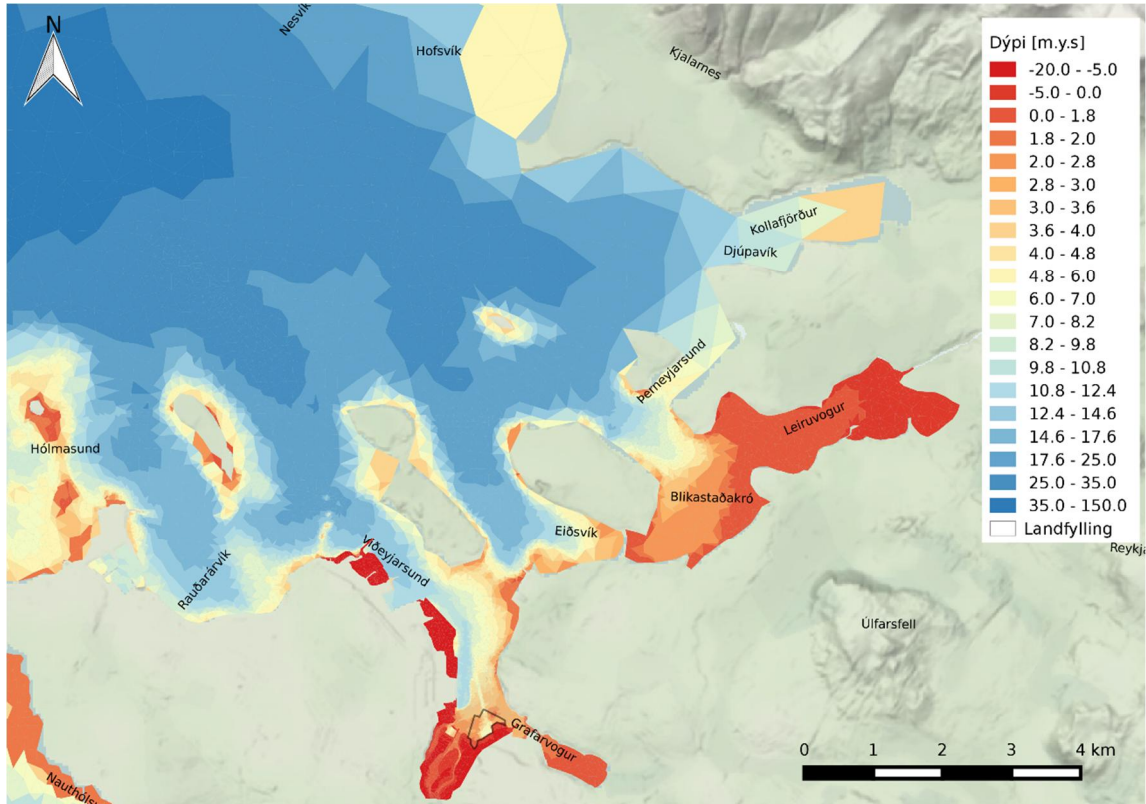 N
Nesvík
Hofsvík
Kjalarnes
Kollafjörður
Djúpavík
Þerneyjarsund
Leiruvogur
Hólmasund
Blikastaðakró
Eiðsvík
Viðeyjarsund
Rauðarárvík
Úlfarsfell
Grafarvogur
Nauthóls
Reykja
Dýpi [m.y.s]
-20.0 - -5.0
-5.0 - 0.0
0.0 - 1.8
1.8 - 2.0
2.0 - 2.8
2.8 - 3.0
3.0 - 3.6
3.6 - 4.0
4.0 - 4.8
4.8 - 6.0
6.0 - 7.0
7.0 - 8.2
8.2 - 9.8
9.8 - 10.8
10.8 - 12.4
12.4 - 14.6
14.6 - 17.6
17.6 - 25.0
25.0 - 35.0
35.0 - 150.0
Landfylling
0 1 2 3 4 km